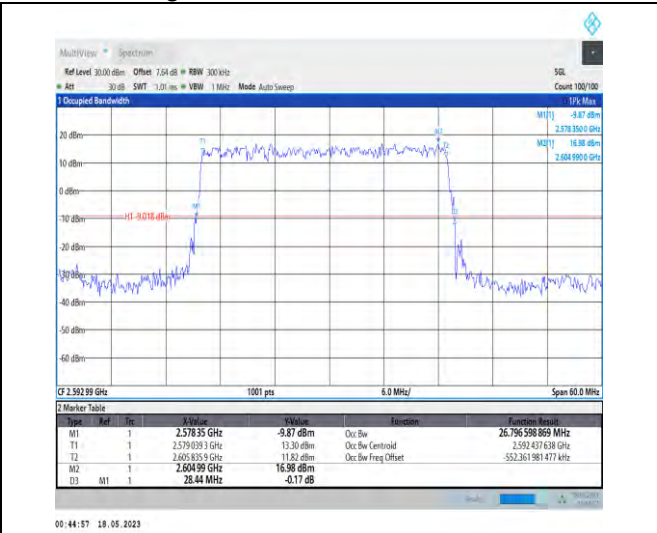 MultiView Spectrum
Ref Level 30.00 dBm Offset 7.64 dB RBW 300 kHz SGL
Att 30 dB SWT 1.01 ms VBW 1 MHz Mode Auto Sweep Count 100/100
1 Occupied Bandwidth 1Pk Max
M1[1] -9.87 dBm
2.578 350 0 GHz
M2[1] 16.98 dBm
2.604 990 0 GHz
20 dBm
M2
T1
T2
10 dBm
0 dBm
M1
D3
-10 dBm
H1 -9.018 dBm
-20 dBm
-30 dBm
-40 dBm
-50 dBm
-60 dBm
CF 2.592 99 GHz 1001 pts 6.0 MHz/ Span 60.0 MHz
2 Marker Table
Type Ref Trc X-Value Y-Value Function Function Result
M1 1 2.578 35 GHz -9.87 dBm Occ Bw 26.796 598 869 MHz
T1 1 2.579 039 3 GHz 13.30 dBm Occ Bw Centroid 2.592 437 638 GHz
T2 1 2.605 835 9 GHz 11.82 dBm Occ Bw Freq Offset -552.361 981 477 kHz
M2 1 2.604 99 GHz 16.98 dBm
D3 M1 1 28.44 MHz -0.17 dB
00:44:57 18.05.2023